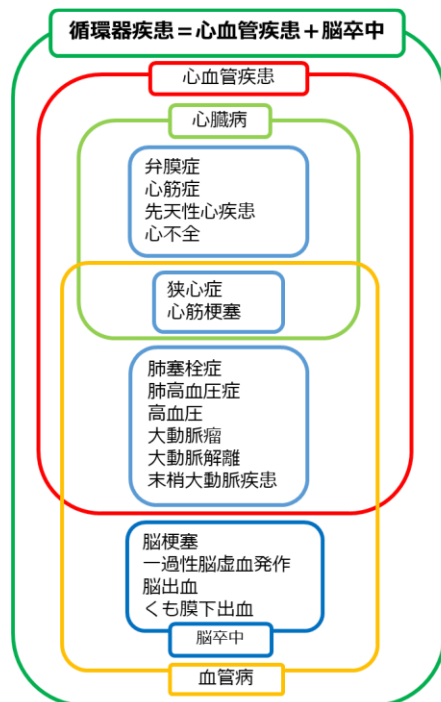 循環器疾患＝心血管疾患＋脳卒中
心血管疾患
心臓病
弁膜症
心筋症
先天性心疾患
心不全
狭心症
心筋梗塞
肺塞栓症
肺高血圧症
高血圧
大動脈瘤
大動脈解離
末梢大動脈疾患
脳梗塞
一過性脳虚血発作
脳出血
くも膜下出血
脳卒中
血管病